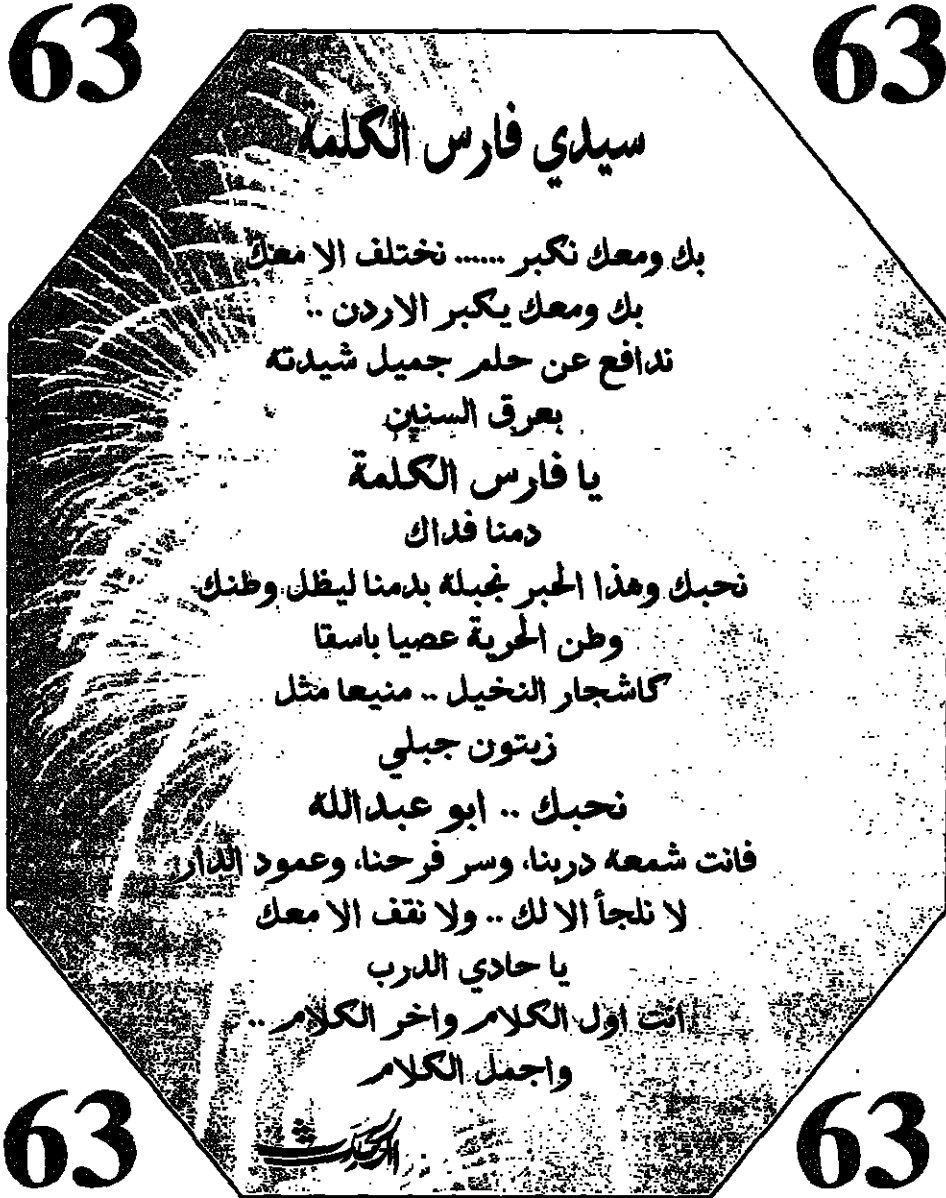 63 63
سيدي فارس الكلمة
بك ومعك نكبر ...... نختلف الا معك
بك ومعك يكبر الاردن ..
ندافع عن حلم جميل شيدته
بعرق السنين
يا فارس الكلمة
دمنا فداك
نحبك وهذا الحبر نجبلة بدمنا ليظل وطنك
وطن الحرية عصيا باسقا
كاشجار النخيل .. منيعا مثل
زيتون جبلي
نحبك .. ابو عبدالله
فانت شمعة دربنا، وسر فرحنا، وعمود الدار
لا نلجأ الا لك .. ولا نقف الا معك
يا حادي الدرب
انت اول الكلام واخر الكلام ..
واجمل الكلام
63 63